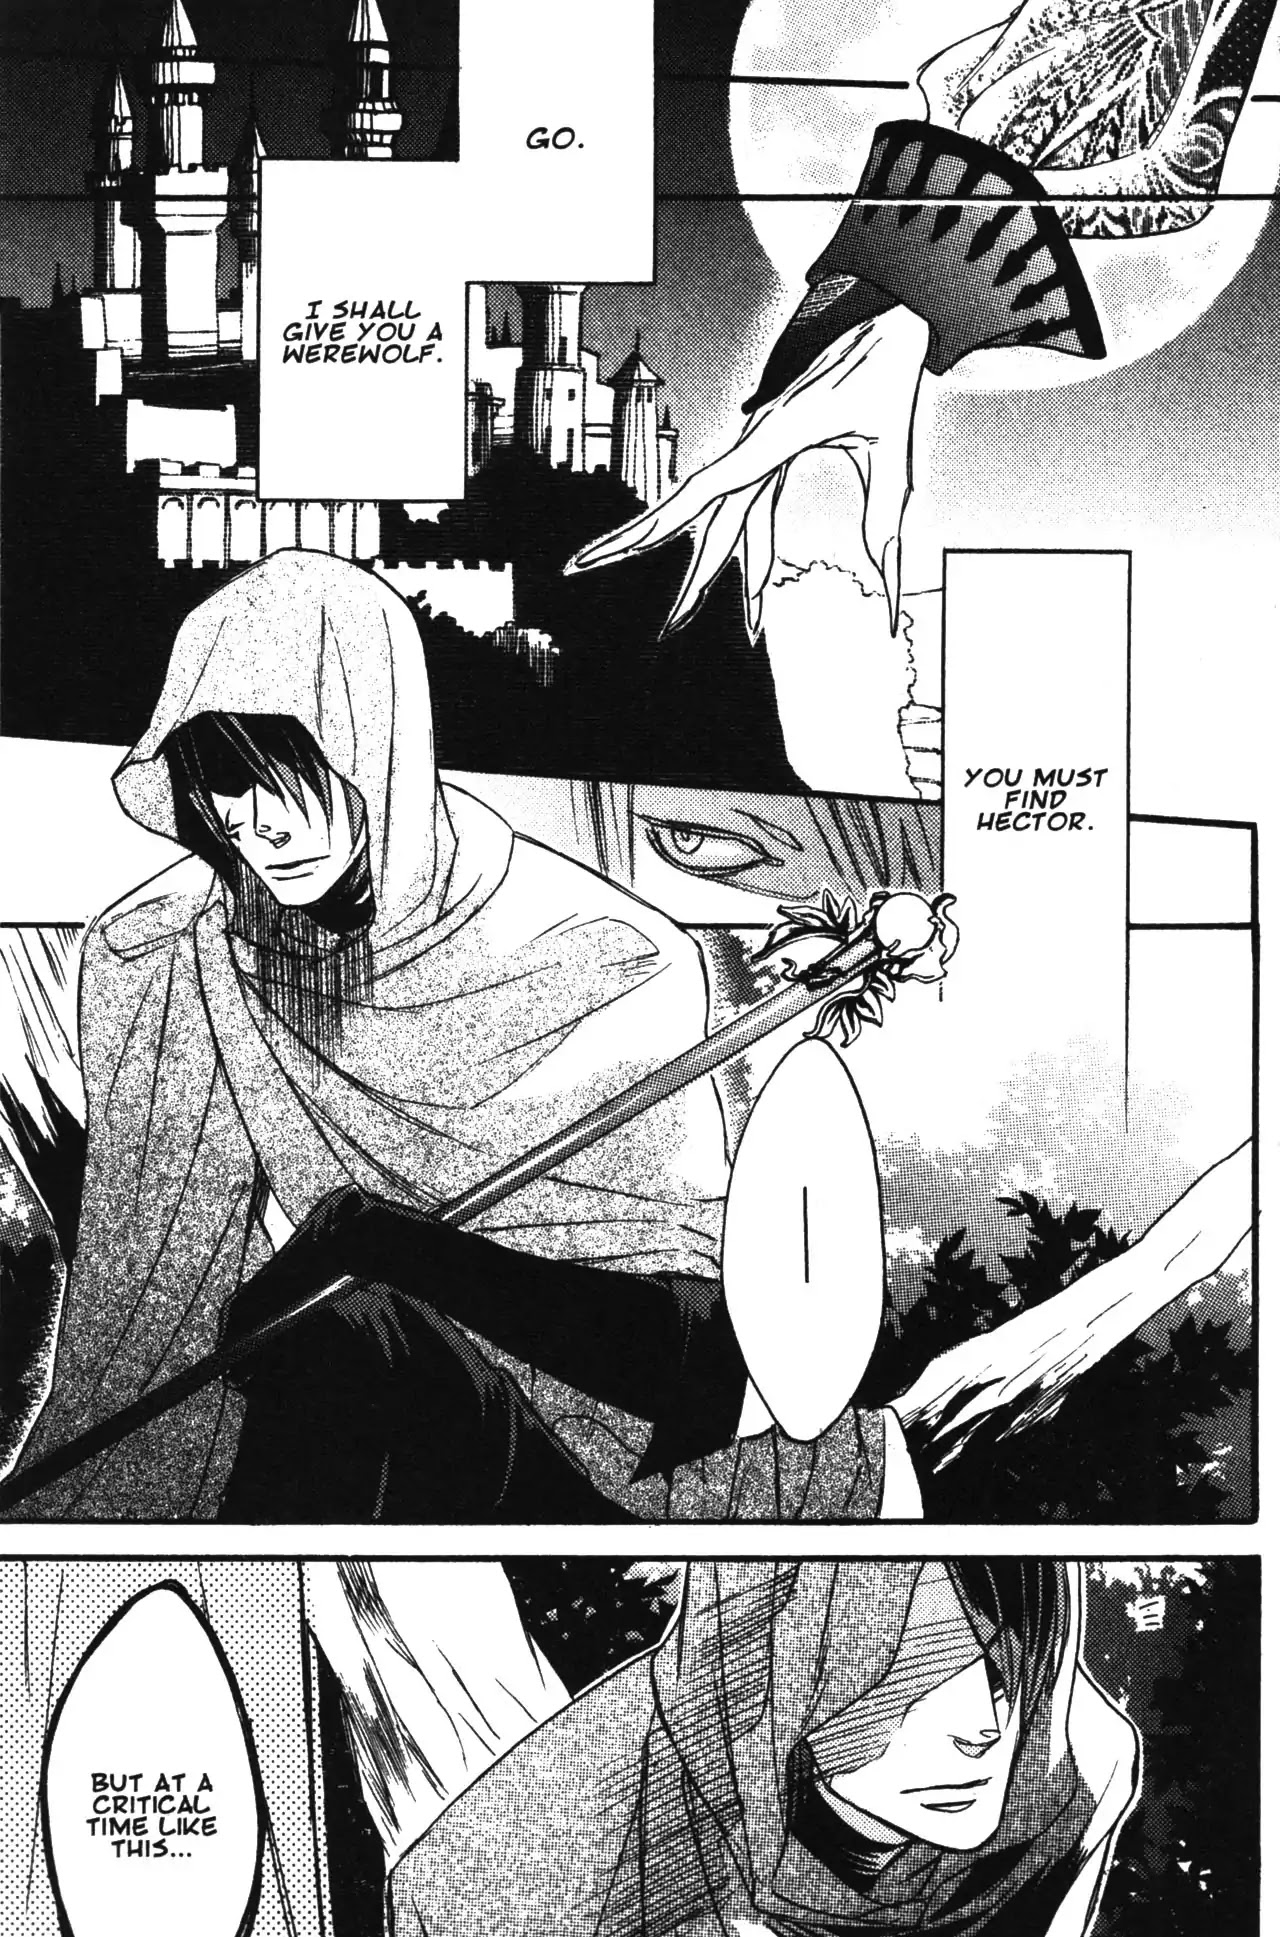 GO.
I SHALL
GIVE YOU A
WEREWOLF.
YOU MUST
FIND
HECTOR.
BUT AT A
CRITICAL
TIME LIKE
THIS...